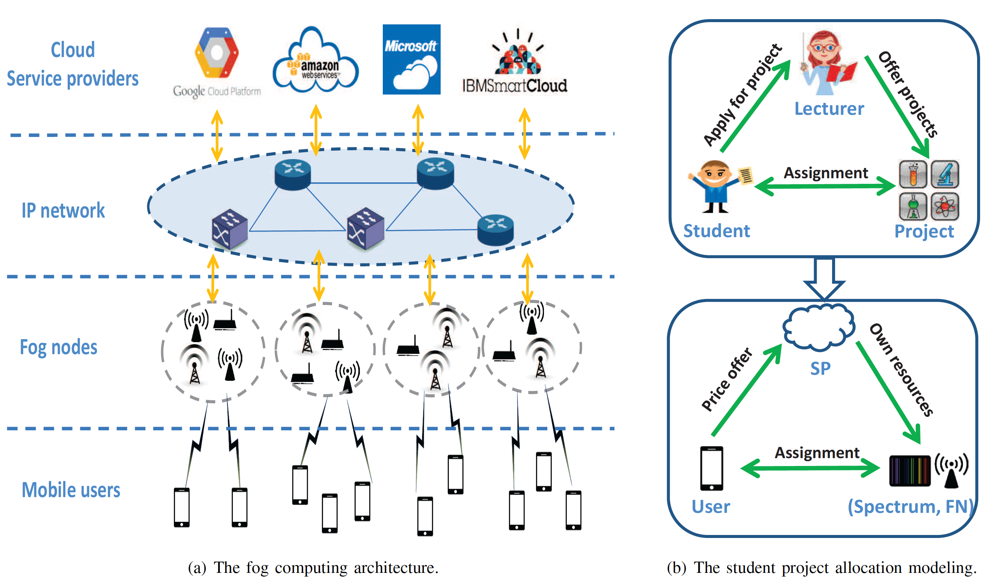 Cloud
Service providers
Google Cloud Platform
amazon
webservices™
Microsoft
IBMSmartCloud
IP network
Fog nodes
Mobile users
(a) The fog computing architecture.
Apply for project
Lecturer
Offer projects
Assignment
Student
Project
Price offer
SP
Own resources
Assignment
User
(Spectrum, FN)
(b) The student project allocation modeling.